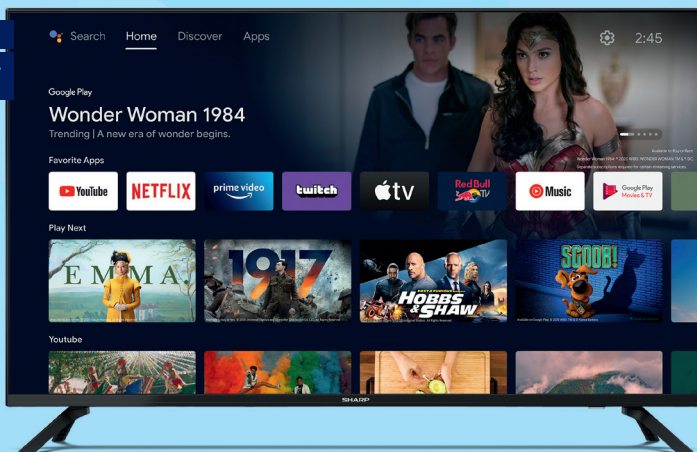 Search Home Discover Apps 2:45
Google Play
Wonder Woman 1984
Trending | A new era of wonder begins.
Favorite Apps
YouTube NETFLIX prime video twitch tv Red Bull TV Music Google Play Movies & TV
Play Next
EMMA. 1917 HOBBS & SHAW SCOOB!
Youtube
SHARP